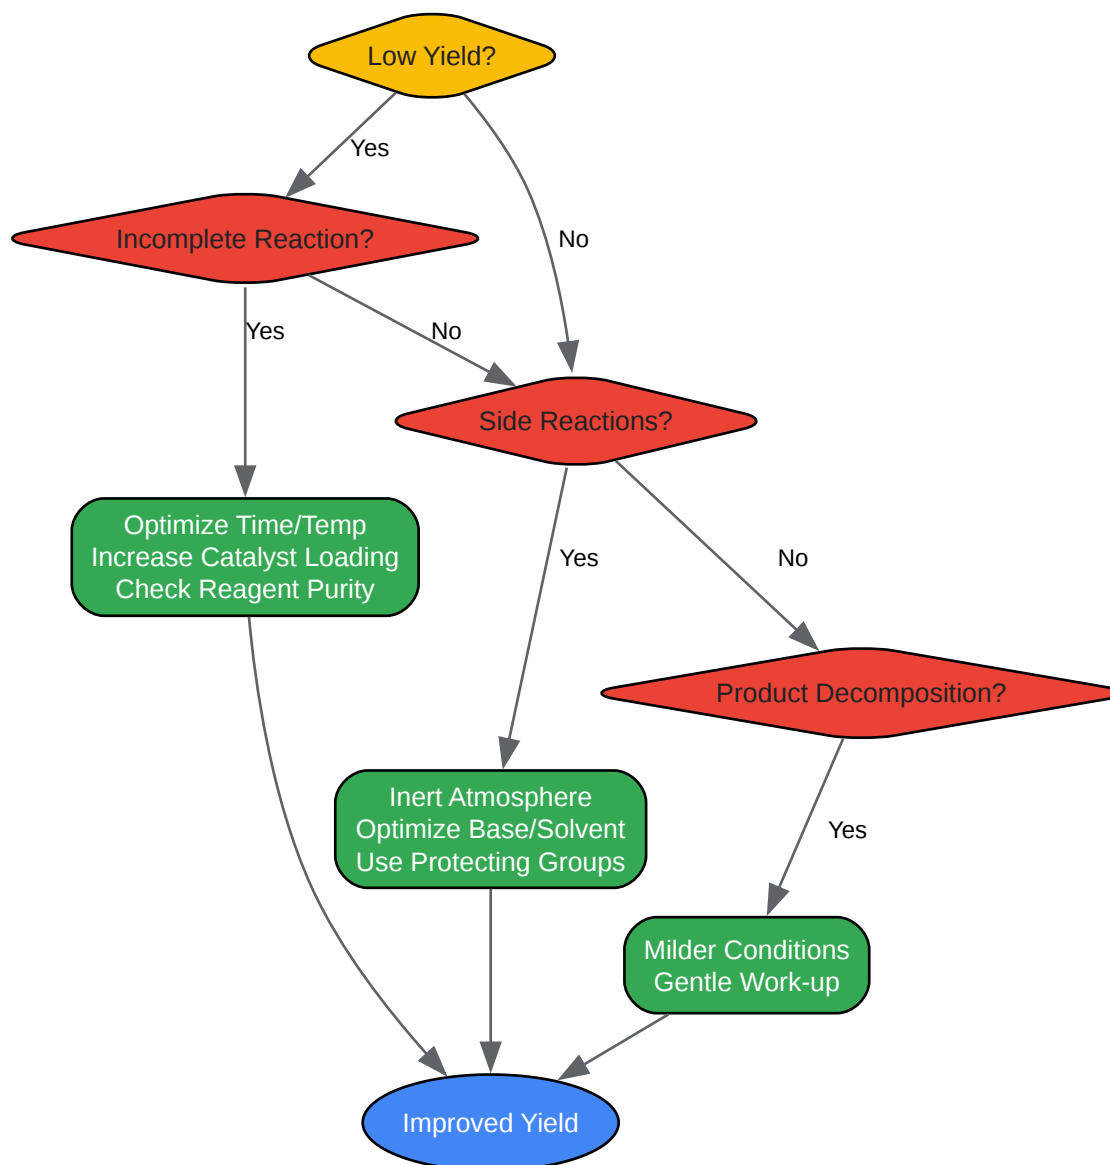 Low Yield?
Yes
Incomplete Reaction?
No
Yes
No
Side Reactions?
Optimize Time/Temp
Increase Catalyst Loading
Check Reagent Purity
Yes
No
Product Decomposition?
Inert Atmosphere
Optimize Base/Solvent
Use Protecting Groups
Yes
Milder Conditions
Gentle Work-up
Improved Yield